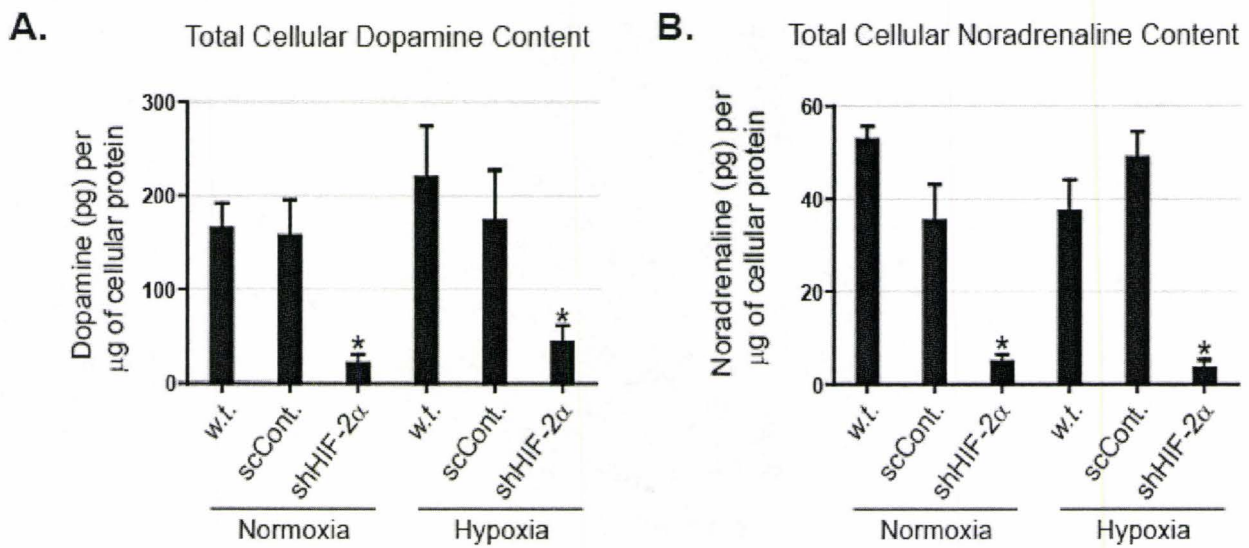 A.
Total Cellular Dopamine Content
Dopamine (pg) per
µg of cellular protein
300
200
100
0
*
*
w.t.
scCont.
shHIF-2α
w.t.
scCont.
shHIF-2α
Normoxia
Hypoxia
B.
Total Cellular Noradrenaline Content
Noradrenaline (pg) per
µg of cellular protein
60
40
20
0
*
*
w.t.
scCont.
shHIF-2α
w.t.
scCont.
shHIF-2α
Normoxia
Hypoxia